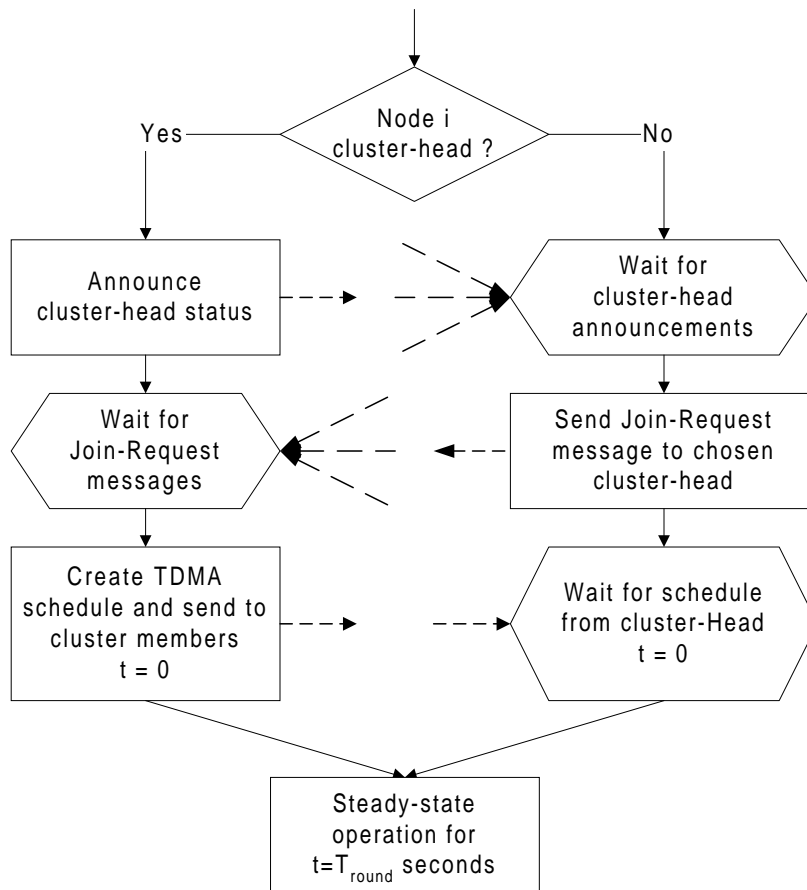 Node i
cluster-head ?
Yes
No
Announce
cluster-head status
Wait for
cluster-head
announcements
Wait for
Join-Request
messages
Send Join-Request
message to chosen
cluster-head
Create TDMA
schedule and send to
cluster members
t = 0
Wait for schedule
from cluster-Head
t = 0
Steady-state
operation for
t=T_round seconds